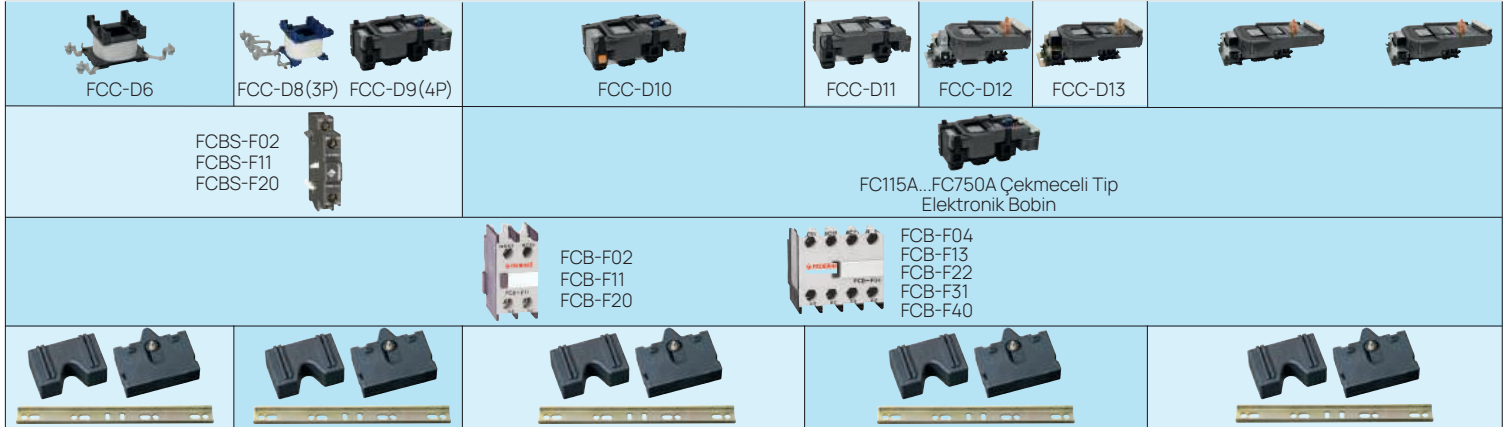 FCC-D6
FCC-D8(3P) FCC-D9(4P)
FCC-D10
FCC-D11
FCC-D12
FCC-D13
FCBS-F02
FCBS-F11
FCBS-F20
FC115A...FC750A Çekmeceli Tip
Elektronik Bobin
FCB-F11
FCB-F02
FCB-F11
FCB-F20
FCB-F04
FCB-F13
FCB-F22
FCB-F31
FCB-F40